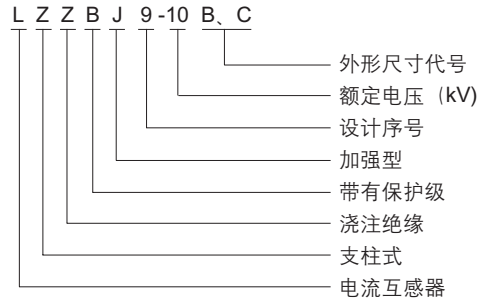 L Z Z B J 9 -10 B、C
外形尺寸代号
额定电压（kV)
设计序号
加强型
带有保护级
浇注绝缘
支柱式
电流互感器